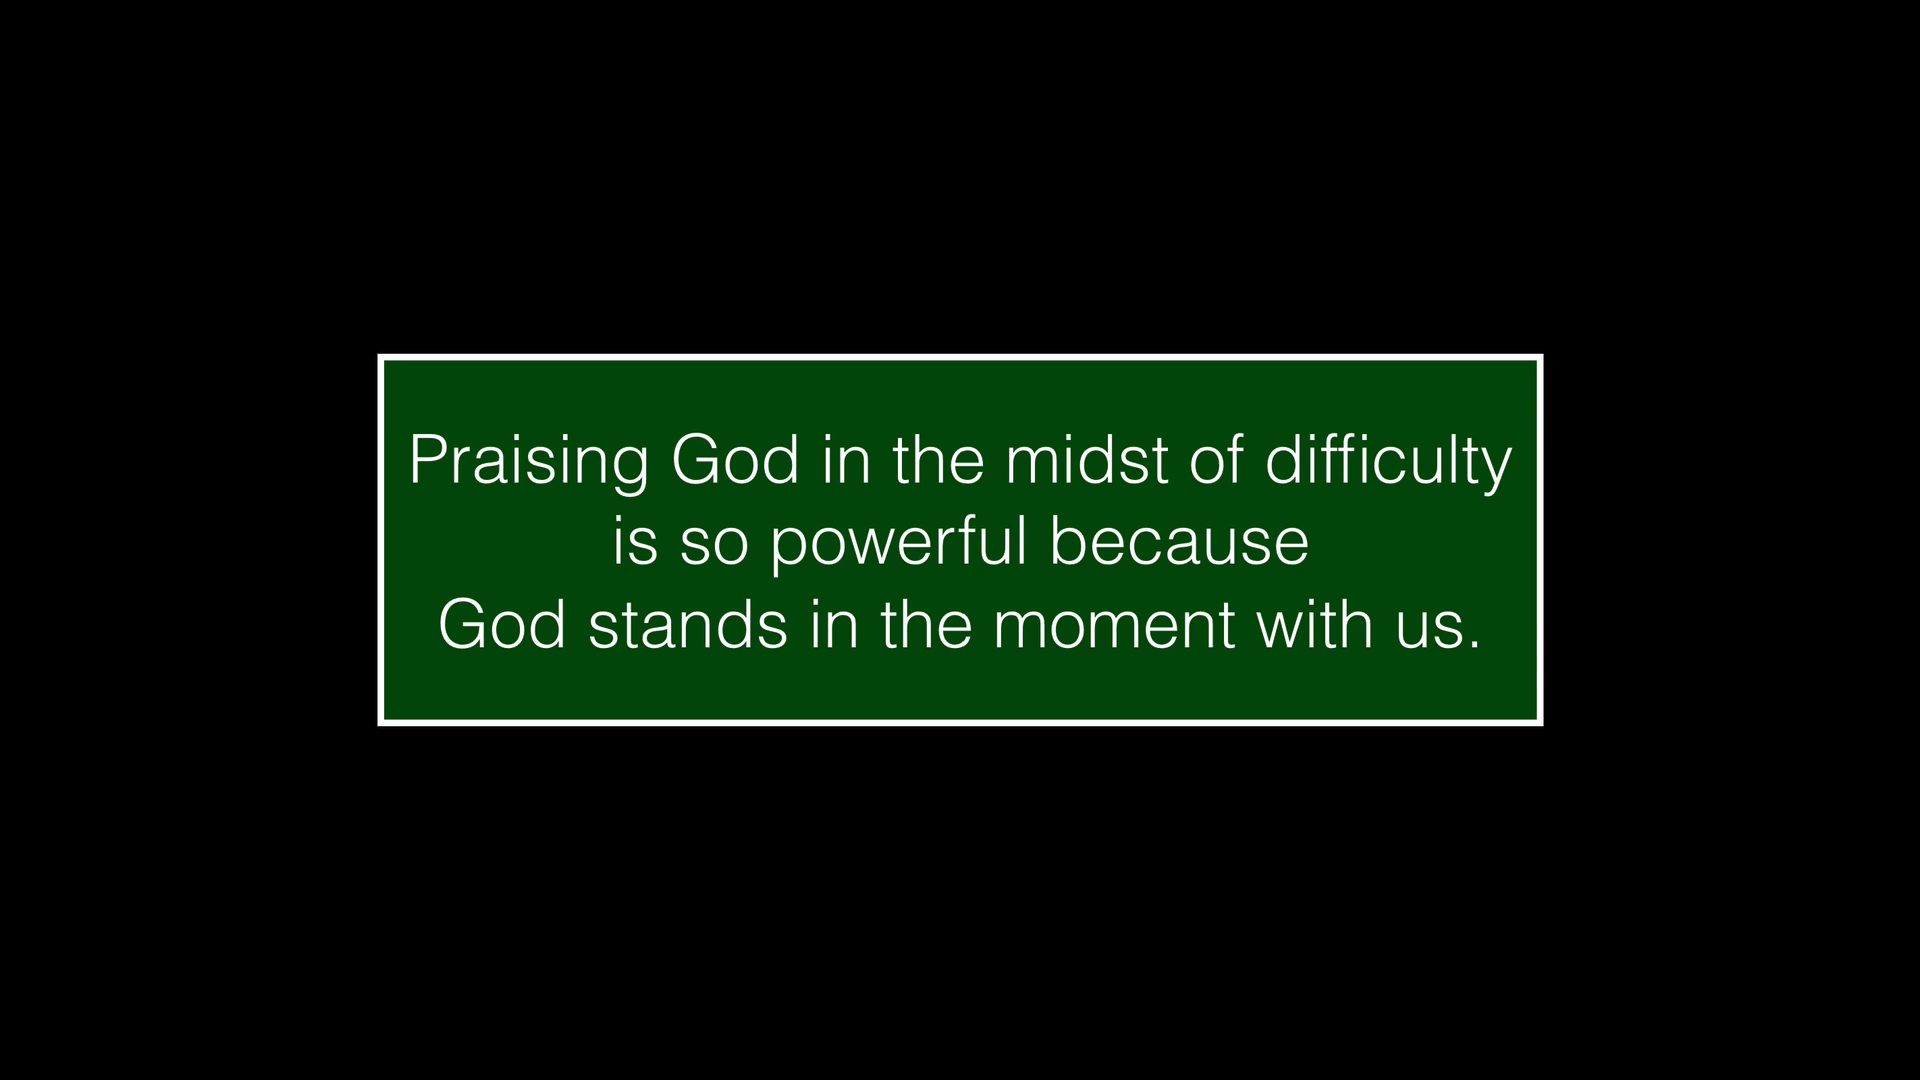 Praising God in the midst of difficulty
is so powerful because
God stands in the moment with us.